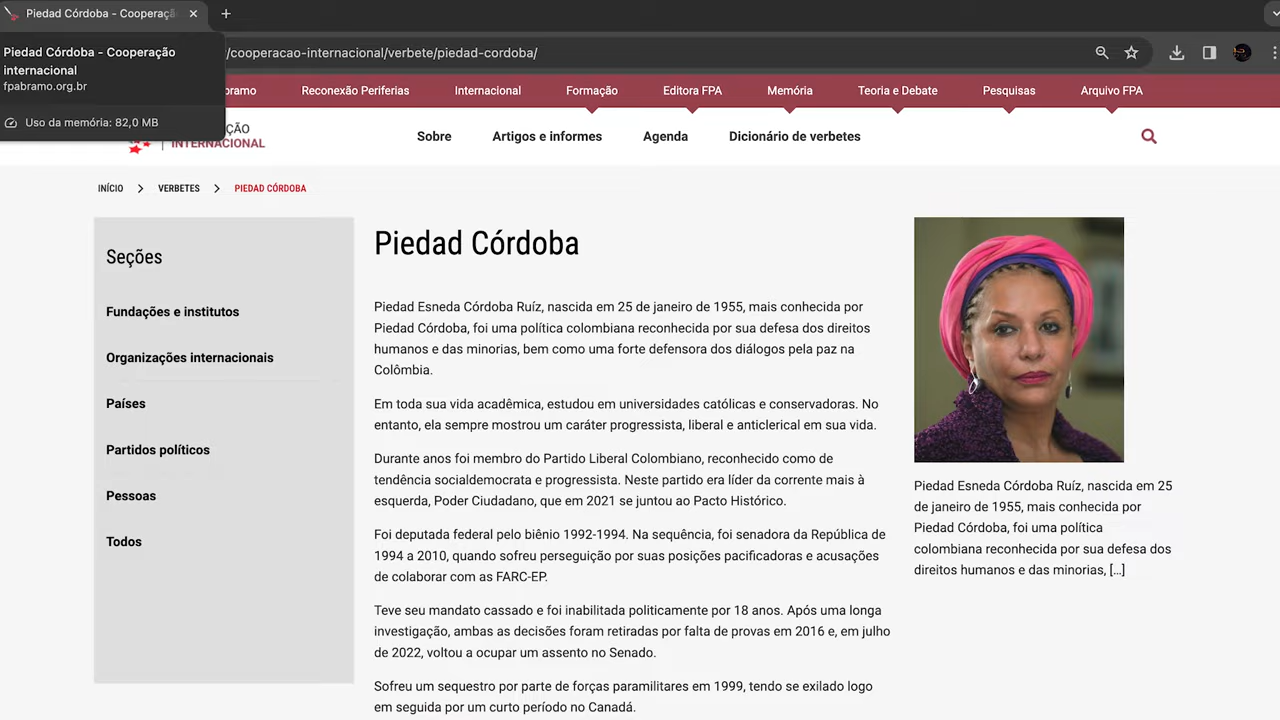 Piedad Córdoba - Cooperaçã
Piedad Córdoba - Cooperação
internacional
fpabramo.org.br
Uso da memória: 82,0 MB
/cooperacao-internacional/verbete/piedad-cordoba/
Reconexão Periferias
Internacional
Formação
Editora FPA
Memória
Teoria e Debate
Pesquisas
Arquivo FPA
INTERNACIONAL
Sobre
Artigos e informes
Agenda
Dicionário de verbetes
INÍCIO > VERBETES > PIEDAD CÓRDOBA
Seções
Fundações e institutos
Organizações internacionais
Países
Partidos políticos
Pessoas
Todos
Piedad Córdoba
Piedad Esneda Córdoba Ruíz, nascida em 25 de janeiro de 1955, mais conhecida por
Piedad Córdoba, foi uma política colombiana reconhecida por sua defesa dos direitos
humanos e das minorias, bem como uma forte defensora dos diálogos pela paz na
Colômbia.
Em toda sua vida acadêmica, estudou em universidades católicas e conservadoras. No
entanto, ela sempre mostrou um caráter progressista, liberal e anticlerical em sua vida.
Durante anos foi membro do Partido Liberal Colombiano, reconhecido como de
tendência socialdemocrata e progressista. Neste partido era líder da corrente mais à
esquerda, Poder Ciudadano, que em 2021 se juntou ao Pacto Histórico.
Foi deputada federal pelo biênio 1992-1994. Na sequência, foi senadora da República de
1994 a 2010, quando sofreu perseguição por suas posições pacificadoras e acusações
de colaborar com as FARC-EP.
Teve seu mandato cassado e foi inabilitada politicamente por 18 anos. Após uma longa
investigação, ambas as decisões foram retiradas por falta de provas em 2016 e, em julho
de 2022, voltou a ocupar um assento no Senado.
Sofreu um sequestro por parte de forças paramilitares em 1999, tendo se exilado logo
em seguida por um curto período no Canadá.
Piedad Esneda Córdoba Ruíz, nascida em 25
de janeiro de 1955, mais conhecida por
Piedad Córdoba, foi uma política
colombiana reconhecida por sua defesa dos
direitos humanos e das minorias, […]